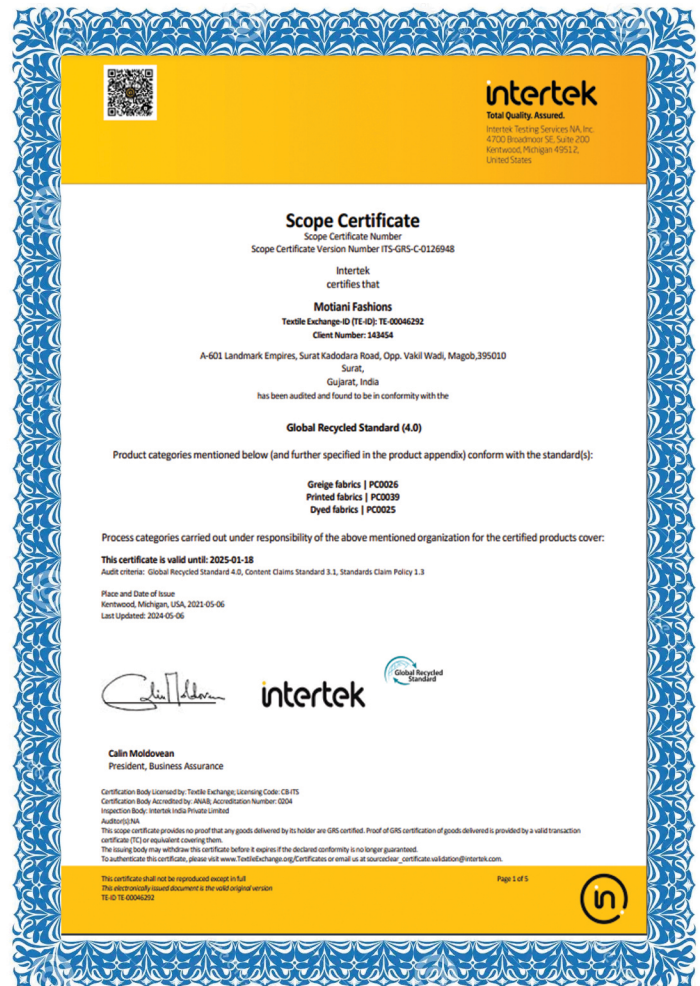 intertek
Total Quality. Assured.
Intertek Testing Services NA, Inc.
4700 Broadmoor SE, Suite 200
Kentwood, Michigan 49512,
United States
Scope Certificate
Scope Certificate Number
Scope Certificate Version Number ITS-GRS-C-0126948
Intertek
certifies that
Motiani Fashions
Textile Exchange-ID (TE-ID): TE-00046292
Client Number: 143454
A-601 Landmark Empires, Surat Kadodara Road, Opp. Vakil Wadi, Magob,395010
Surat,
Gujarat, India
has been audited and found to be in conformity with the
Global Recycled Standard (4.0)
Product categories mentioned below (and further specified in the product appendix) conform with the standard(s):
Greige fabrics | PC0026
Printed fabrics | PC0039
Dyed fabrics | PC0025
Process categories carried out under responsibility of the above mentioned organization for the certified products cover:
This certificate is valid until: 2025-01-18
Audit criteria: Global Recycled Standard 4.0, Content Claims Standard 3.1, Standards Claim Policy 1.3
Place and Date of Issue
Kentwood, Michigan, USA, 2021-05-06
Last Updated: 2024-05-06
intertek
Global Recycled
Standard
Calin Moldovean
President, Business Assurance
Certification Body Licensed by: Textile Exchange; Licensing Code: CB-ITS
Certification Body Accredited by: ANAB; Accreditation Number: 0204
Inspection Body: Intertek India Private Limited
Auditor(s):NA
This scope certificate provides no proof that any goods delivered by its holder are GRS certified. Proof of GRS certification of goods delivered is provided by a valid transaction
certificate (TC) or equivalent covering them.
The issuing body may withdraw this certificate before it expires if the declared conformity is no longer guaranteed.
To authenticate this certificate, please visit www.TextileExchange.org/Certificates or email us at sourceclear_certificate.validation@intertek.com.
This certificate shall not be reproduced except in full
Page 1 of 5
This electronically issued document is the valid original version
TE-ID TE-00046292
in